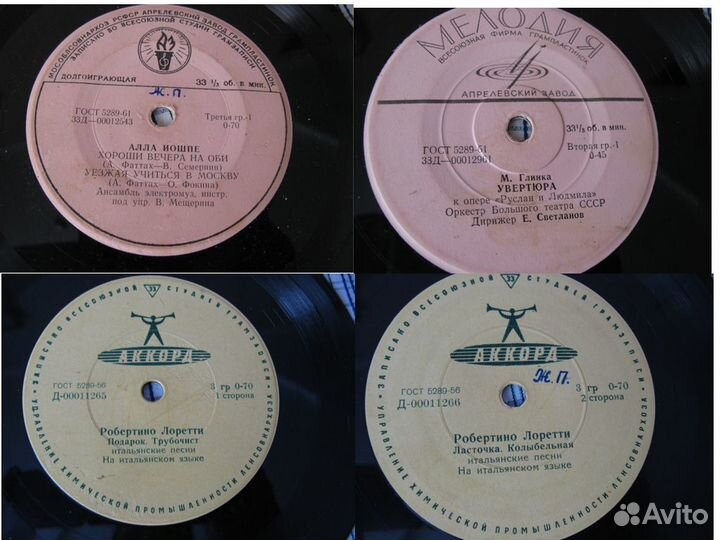 МОСОБЛСОВНАРХОЗ РСФСР АПРЕЛЕВСКИЙ ЗАВОД ГРАМПЛАСТИНОК
ЗАПИСАНО ВО ВСЕСОЮЗНОЙ СТУДИИ ГРАМЗАПИСИ
ДОЛГОИГРАЮЩАЯ
33 1/3 об. в мин.
Ж.П.
ГОСТ 5289-61
33Д—00012543
Третья гр.-1
0-70
АЛЛА ИОШПЕ
ХОРОШИ ВЕЧЕРА НА ОБИ
(А. Фаттах—В. Семернин)
УЕЗЖАЯ УЧИТЬСЯ В МОСКВУ
(А. Фаттах—О. Фокина)
Ансамбль электромуз. инстр.
под упр. В. Мещерина
МЕЛОДИЯ
ВСЕСОЮЗНАЯ ФИРМА ГРАМПЛАСТИНОК
АПРЕЛЕВСКИЙ ЗАВОД
33 1/3 об. в мин.
ГОСТ 5289-61
33Д—00012961
Вторая гр.-1
0-45
М. Глинка
УВЕРТЮРА
к опере «Руслан и Людмила»
Оркестр Большого театра СССР
Дирижер Е. Светланов
ЗАПИСАНО ВСЕСОЮЗНОЙ 33 СТУДИЕЙ ГРАМЗАПИСИ
АККОРД
ГОСТ 5289-56
Д-00011265
3 гр 0-70
1 сторона
Робертино Лоретти
Подарок. Трубочист
итальянские песни
На итальянском языке
УПРАВЛЕНИЕ ХИМИЧЕСКОЙ ПРОМЫШЛЕННОСТИ ЛЕНСОВНАРХОЗА
ЗАПИСАНО ВСЕСОЮЗНОЙ 33 СТУДИЕЙ ГРАМЗАПИСИ
АККОРД
Ж.П.
ГОСТ 5289-56
Д-00011266
3 гр 0-70
2 сторона
Робертино Лоретти
Ласточка. Колыбельная
итальянские песни
На итальянском языке
УПРАВЛЕНИЕ ХИМИЧЕСКОЙ ПРОМЫШЛЕННОСТИ ЛЕНСОВНАРХОЗА
Avito